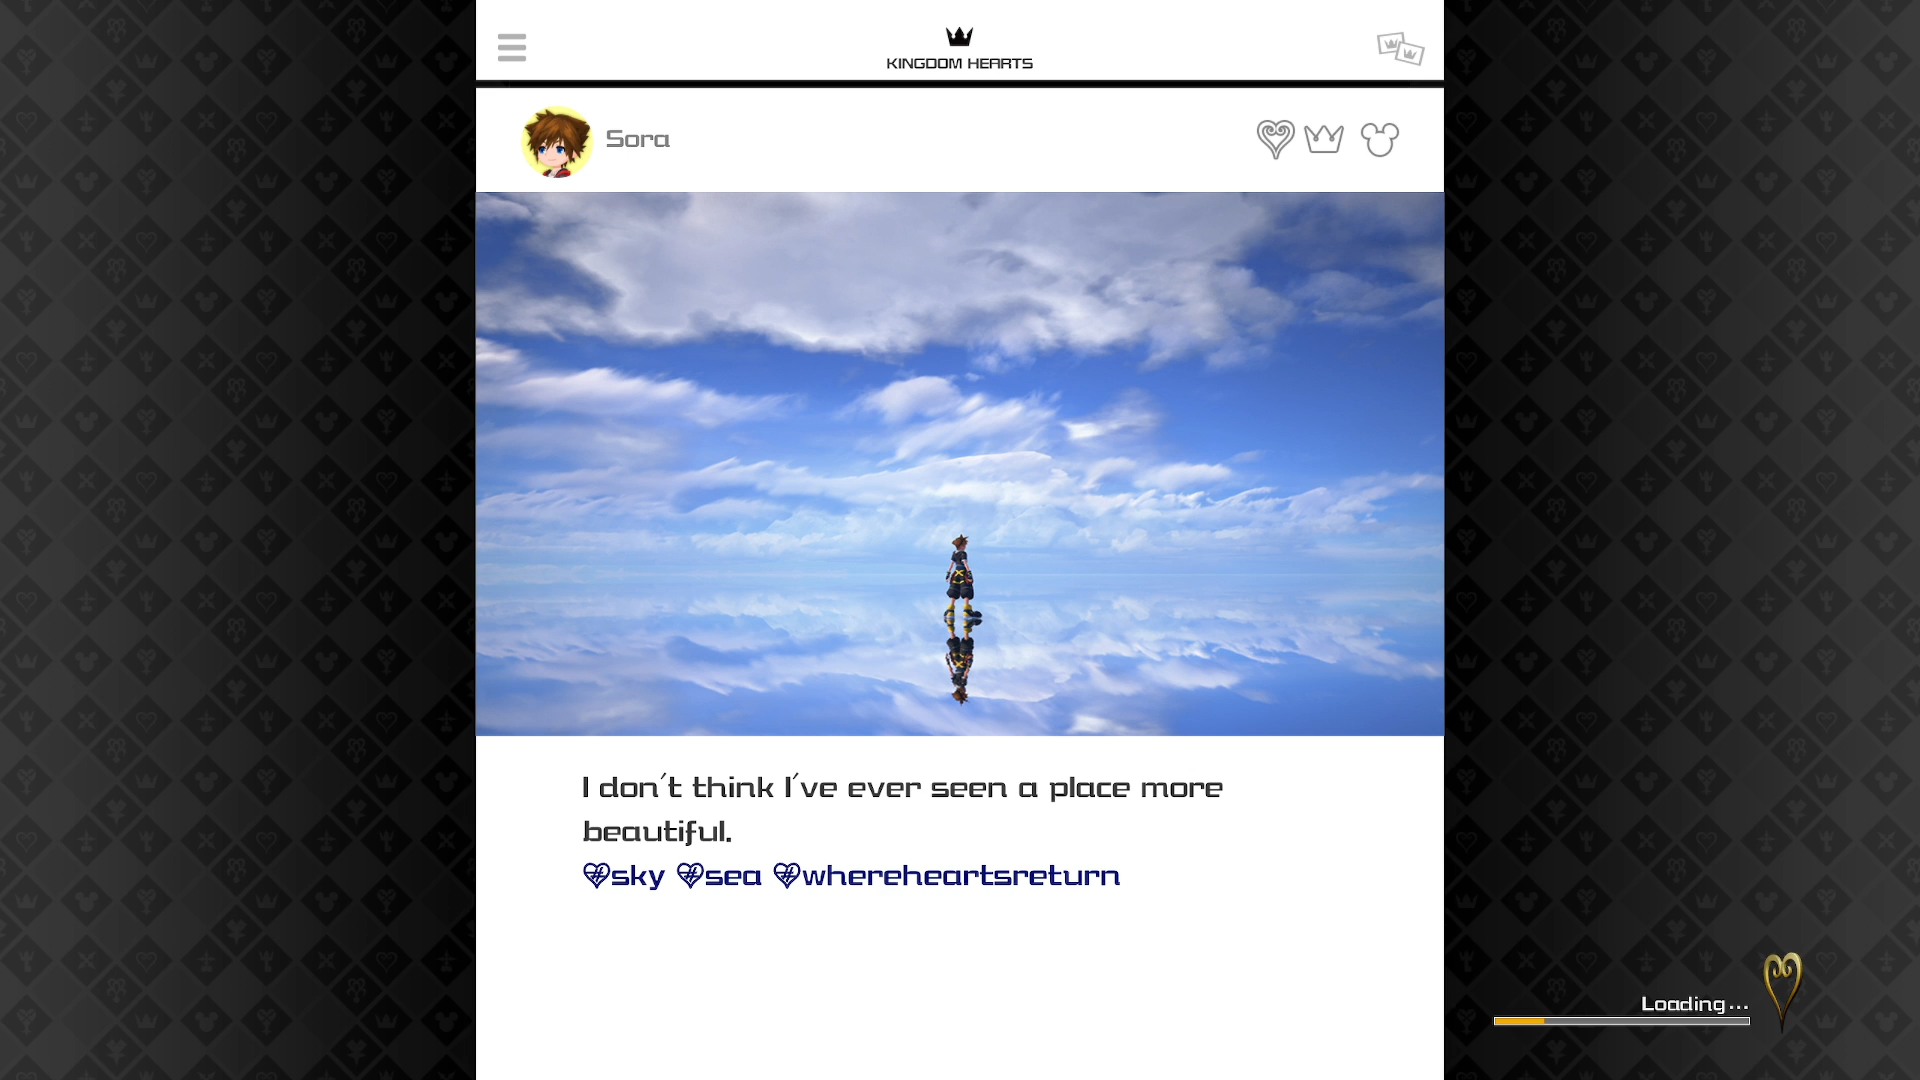 KINGDOM HEARTS
Sora
I don't think I've ever seen a place more
beautiful.
#sky #sea #whereheartsreturn
Loading...